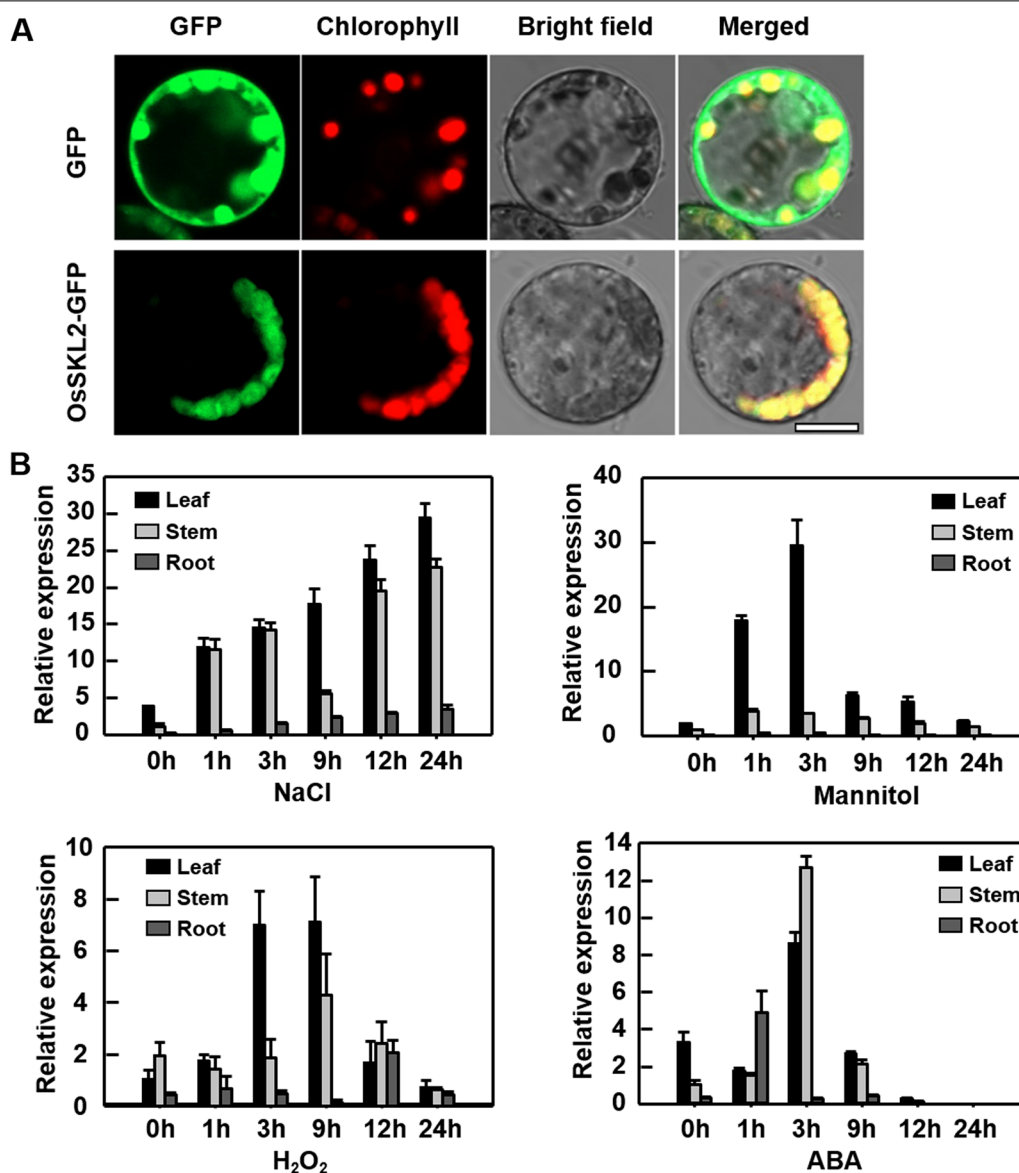 A
GFP Chlorophyll Bright field Merged
GFP
OsSKL2-GFP
B
35
30
25
20
15
10
5
0
Relative expression
Leaf
Stem
Root
0h 1h 3h 9h 12h 24h
NaCl
40
30
20
10
0
Relative expression
Leaf
Stem
Root
0h 1h 3h 9h 12h 24h
Mannitol
10
8
6
4
2
0
Relative expression
Leaf
Stem
Root
0h 1h 3h 9h 12h 24h
H₂O₂
14
12
10
8
6
4
2
0
Relative expression
Leaf
Stem
Root
0h 1h 3h 9h 12h 24h
ABA